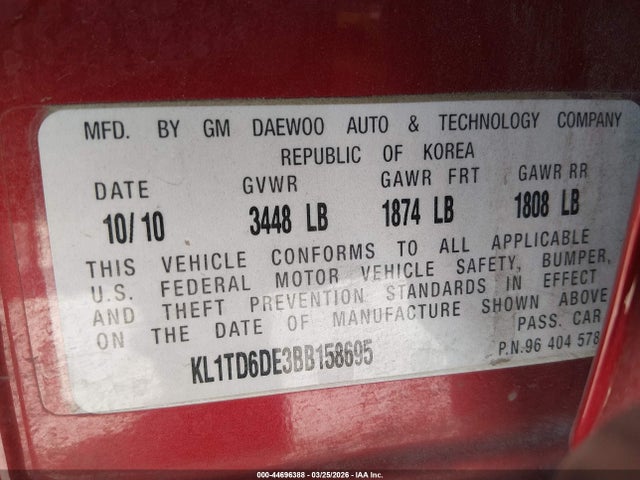 MFD. BY GM DAEWOO AUTO & TECHNOLOGY COMPANY
REPUBLIC OF KOREA
DATE GVWR GAWR FRT GAWR RR
10/10 3448 LB 1874 LB 1808 LB
THIS VEHICLE CONFORMS TO ALL APPLICABLE
U.S. FEDERAL MOTOR VEHICLE SAFETY, BUMPER,
AND THEFT PREVENTION STANDARDS IN EFFECT
ON THE DATE OF MANUFACTURE SHOWN ABOVE
PASS. CAR
KL1TD6DE3BB158695
P.N.96 404 578
000-44696388 | 03/25/2026 - IAA Inc.